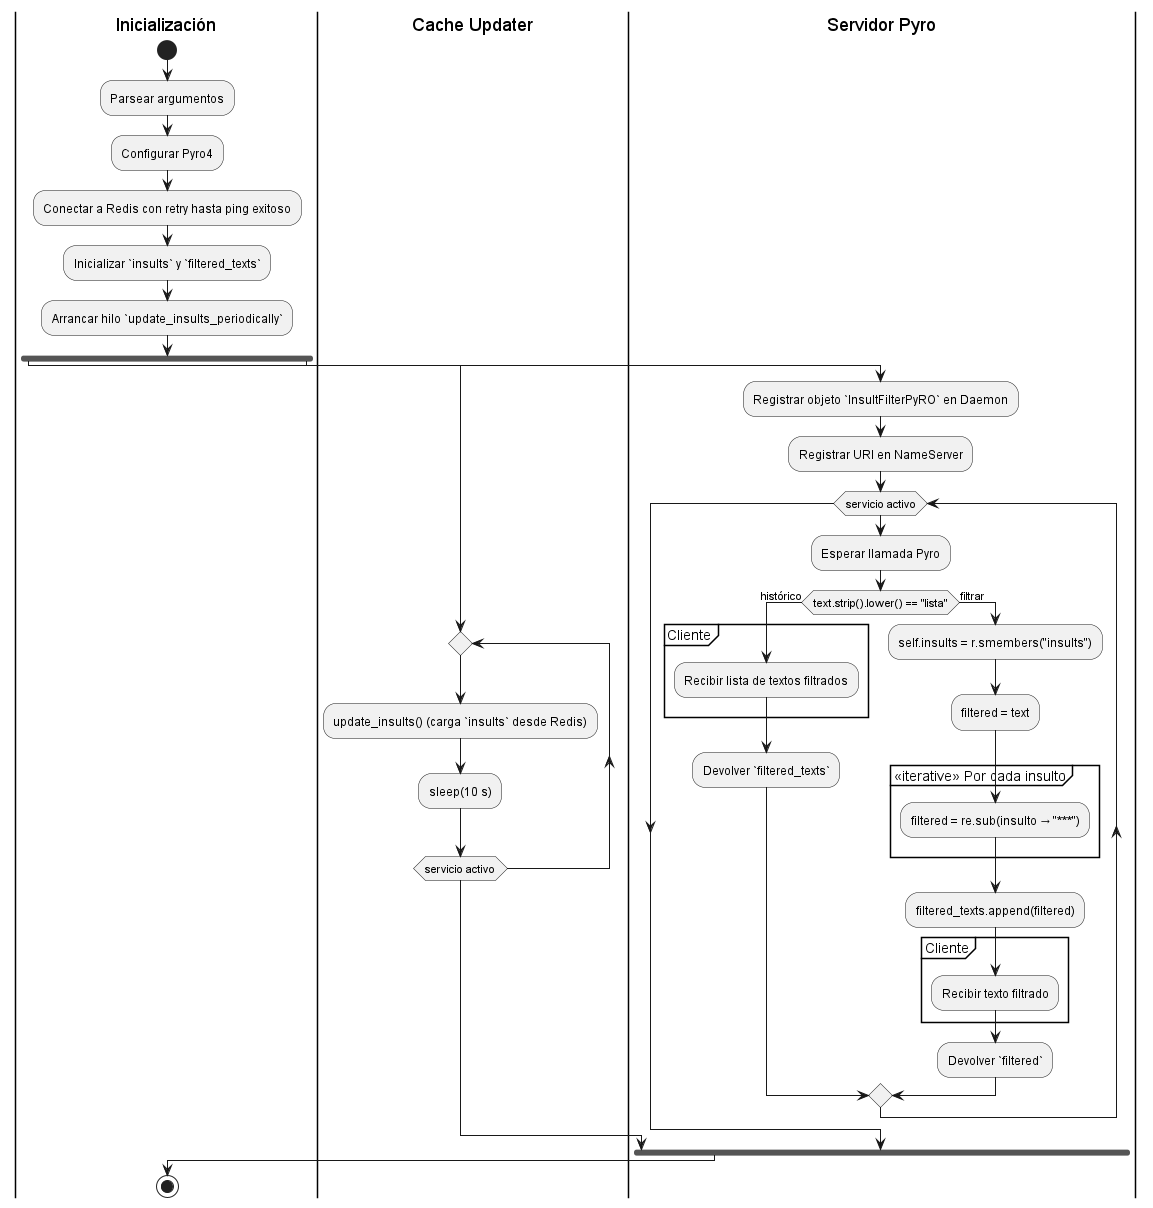 Inicialización
Cache Updater
Servidor Pyro
Parsear argumentos
Configurar Pyro4
Conectar a Redis con retry hasta ping exitoso
Inicializar `insults` y `filtered_texts`
Arrancar hilo `update_insults_periodically`
update_insults() (carga `insults` desde Redis)
sleep(10 s)
servicio activo
Registrar objeto `InsultFilterPyRO` en Daemon
Registrar URI en NameServer
servicio activo
Esperar llamada Pyro
histórico
text.strip().lower() == "lista"
filtrar
Cliente
Recibir lista de textos filtrados
Devolver `filtered_texts`
self.insults = r.smembers("insults")
filtered = text
«iterative» Por cada insulto
filtered = re.sub(insulto→"***")
filtered_texts.append(filtered)
Cliente
Recibir texto filtrado
Devolver `filtered`